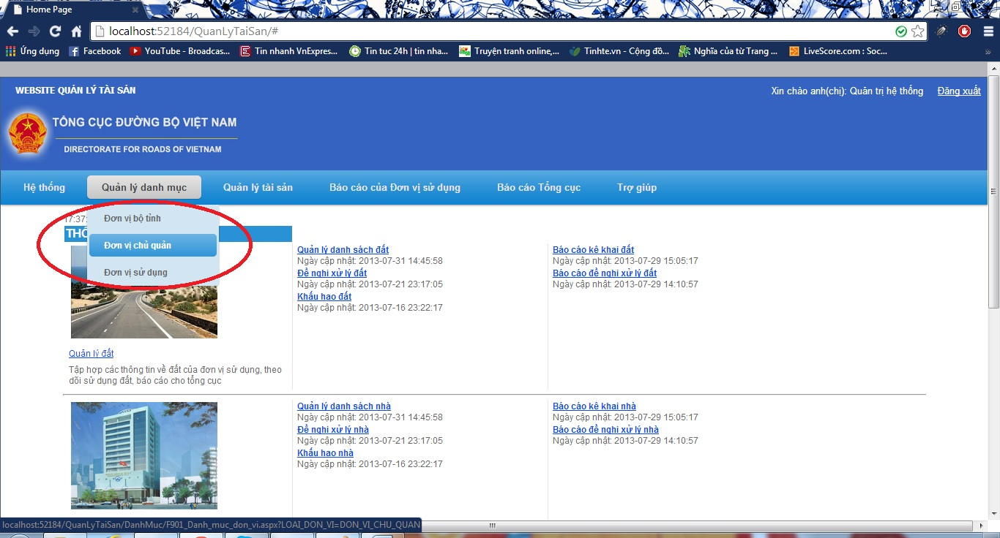 Home Page
localhost:52184/QuanLyTaiSan/#
Ứng dụng
Facebook
YouTube - Broadcas...
Tin nhanh VnExpres...
Tin tuc 24h | tin nha...
Truyện tranh online,...
Tinhte.vn - Cộng đồ...
Nghĩa của từ Trang ...
LiveScore.com : Soc...
WEBSITE QUẢN LÝ TÀI SẢN
Xin chào anh(chị): Quản trị hệ thống
Đăng xuất
TỔNG CỤC ĐƯỜNG BỘ VIỆT NAM
DIRECTORATE FOR ROADS OF VIETNAM
Hệ thống
Quản lý danh mục
Quản lý tài sản
Báo cáo của Đơn vị sử dụng
Báo cáo Tổng cục
Trợ giúp
17:37:
Đơn vị bộ tỉnh
Đơn vị chủ quản
Đơn vị sử dụng
Quản lý danh sách đất
Ngày cập nhật: 2013-07-31 14:45:58
Đề nghị xử lý đất
Ngày cập nhật: 2013-07-21 23:17:05
Khấu hao đất
Ngày cập nhật: 2013-07-16 23:22:17
Báo cáo kê khai đất
Ngày cập nhật: 2013-07-29 15:05:17
Báo cáo đề nghị xử lý đất
Ngày cập nhật: 2013-07-29 14:10:57
Quản lý đất
Tập hợp các thông tin về đất của đơn vị sử dụng, theo
dõi sử dụng đất, báo cáo cho tổng cục
Quản lý danh sách nhà
Ngày cập nhật: 2013-07-31 14:45:58
Đề nghị xử lý nhà
Ngày cập nhật: 2013-07-21 23:17:05
Khấu hao nhà
Ngày cập nhật: 2013-07-16 23:22:17
Báo cáo kê khai nhà
Ngày cập nhật: 2013-07-29 15:05:17
Báo cáo đề nghị xử lý nhà
Ngày cập nhật: 2013-07-29 14:10:57
localhost:52184/QuanLyTaiSan/DanhMuc/F901_Danh_muc_don_vi.aspx?LOAI_DON_VI=DON_VI_CHU_QUAN